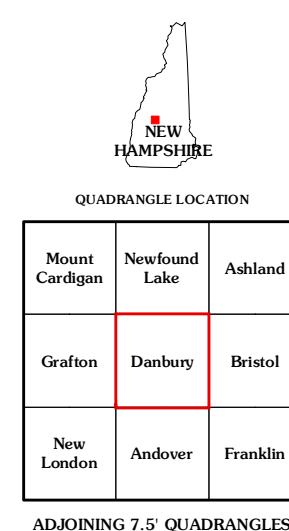 NEW
HAMPSHIRE
QUADRANGLE LOCATION
Mount
Cardigan
Newfound
Lake
Ashland
Grafton
Danbury
Bristol
New
London
Andover
Franklin
ADJOINING 7.5' QUADRANGLES